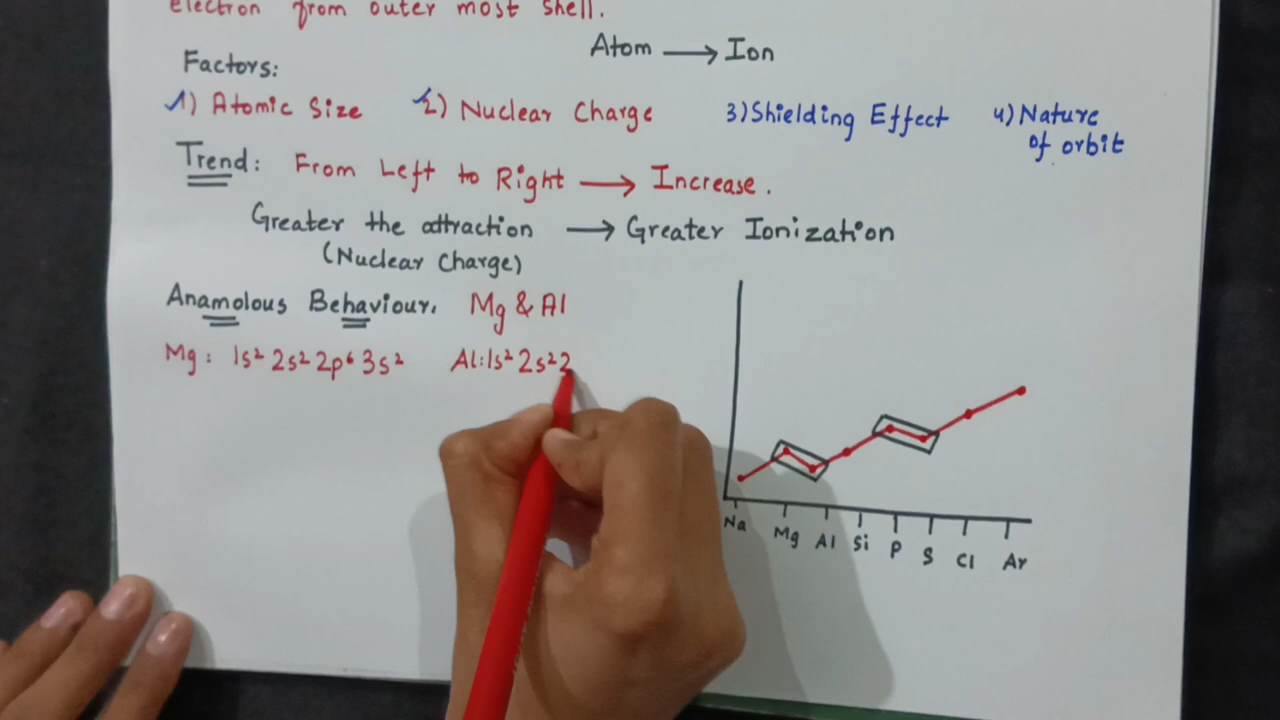 electron from outer most shell.
Atom → Ion
Factors:
1) Atomic Size 2) Nuclear Charge 3) Shielding Effect 4) Nature of orbit
Trend: From Left to Right → Increase.
Greater the attraction → Greater Ionization
(Nuclear Charge)
Anamolous Behaviour. Mg & Al
Mg: 1s² 2s² 2p⁶ 3s² Al: 1s² 2s² 2
Na Mg Al Si P S Cl Ar